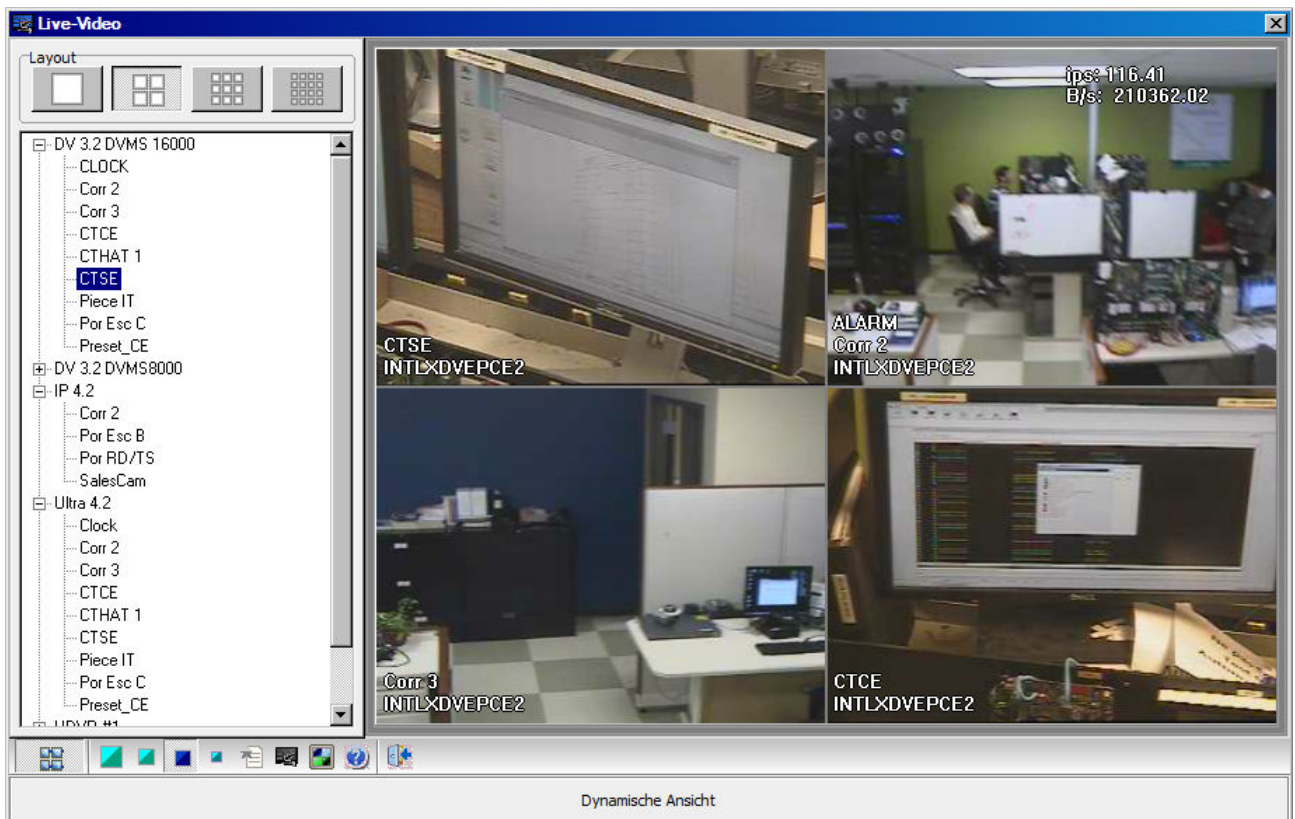 Live-Video
Layout
DV 3.2 DVMS 16000
CLOCK
Corr 2
Corr 3
CTCE
CTHAT 1
CTSE
Piece IT
Por Esc C
Preset_CE
DV 3.2 DVMS8000
IP 4.2
Corr 2
Por Esc B
Por RD/TS
SalesCam
Ultra 4.2
Clock
Corr 2
Corr 3
CTCE
CTHAT 1
CTSE
Piece IT
Por Esc C
Preset_CE
CTSE
INTLXDVEPCE2
ips: 116.41
B/s: 210362.02
ALARM
Corr 2
INTLXDVEPCE2
Corr 3
INTLXDVEPCE2
DELL
CTCE
INTLXDVEPCE2
Dynamische Ansicht